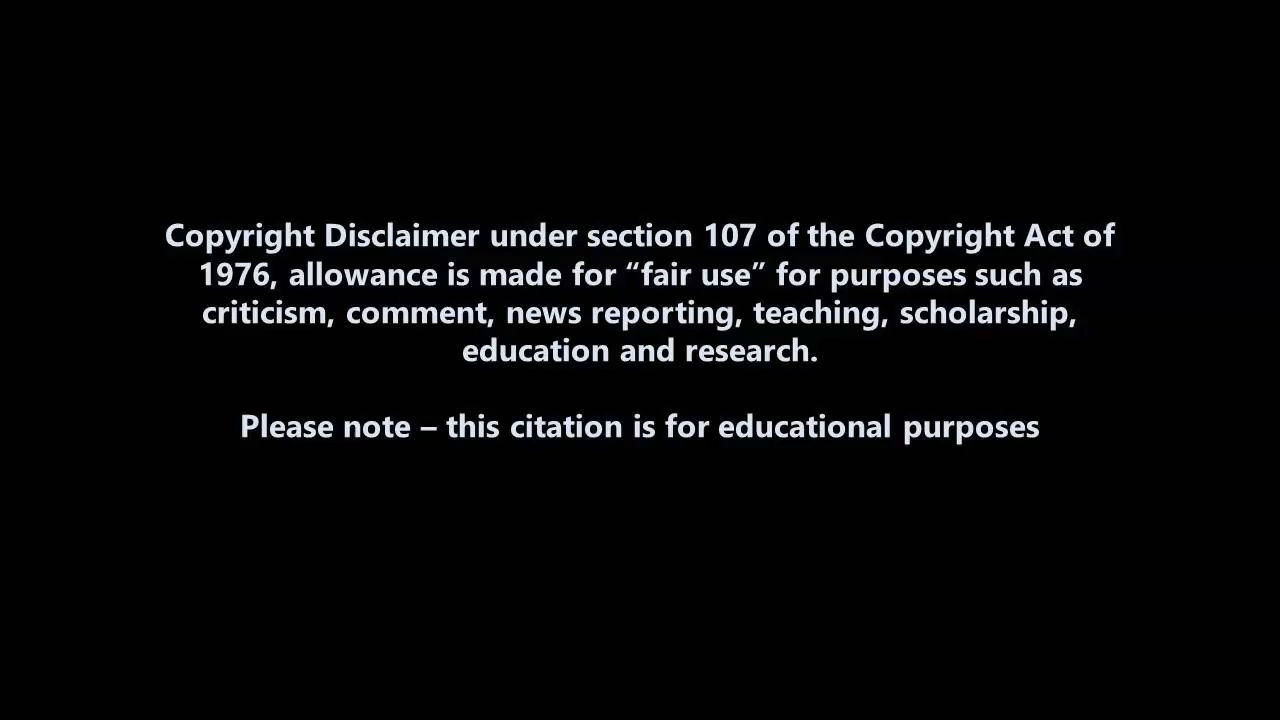 Copyright Disclaimer under section 107 of the Copyright Act of
1976, allowance is made for “fair use” for purposes such as
criticism, comment, news reporting, teaching, scholarship,
education and research.
Please note – this citation is for educational purposes